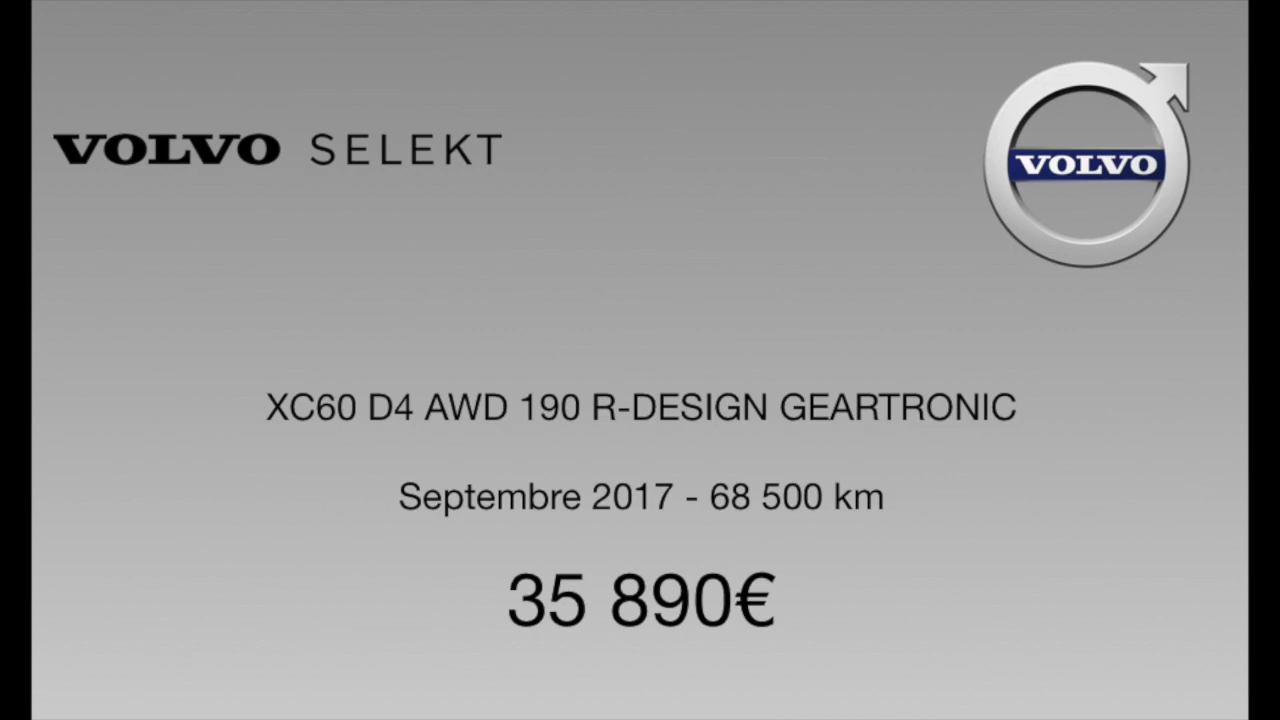 VOLVO SELEKT
VOLVO
XC60 D4 AWD 190 R-DESIGN GEARTRONIC
Septembre 2017 - 68 500 km
35 890€